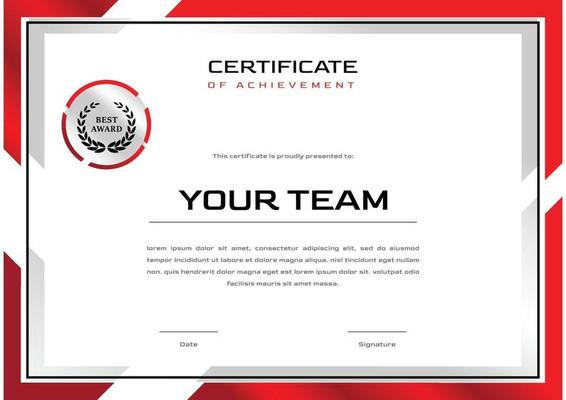 CERTIFICATE
OF ACHIEVEMENT
BEST
AWARD
This certificate is proudly presented to:
YOUR TEAM
lorem ipsum dolor sit amet, consectetur adipiscing elit, sed do eiusmod
tempor incididunt ut labore et dolore magna aliqua. nisl tincidunt eget nullam
non. quis hendrerit dolor magna eget est lorem ipsum dolor sit. volutpat odio
facilisis mauris sit amet massa.
Date
Signature